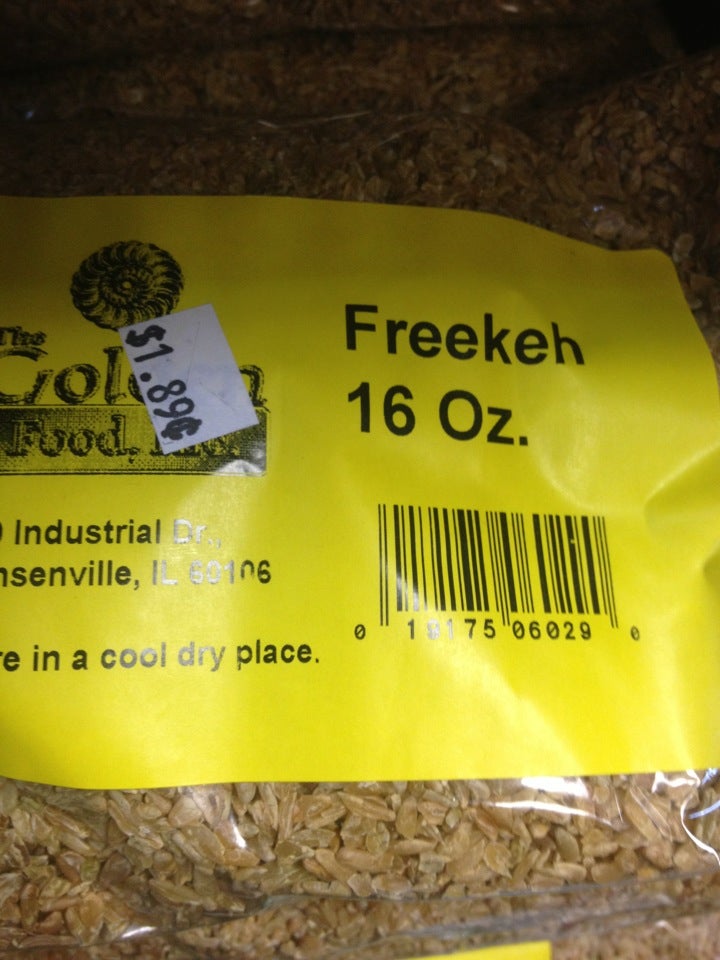 The
Food,
$1.89¢
Freekeh
16 Oz.
Industrial Dr.,
nsenville, IL 60106
re in a cool dry place.
0 19175 06029 0